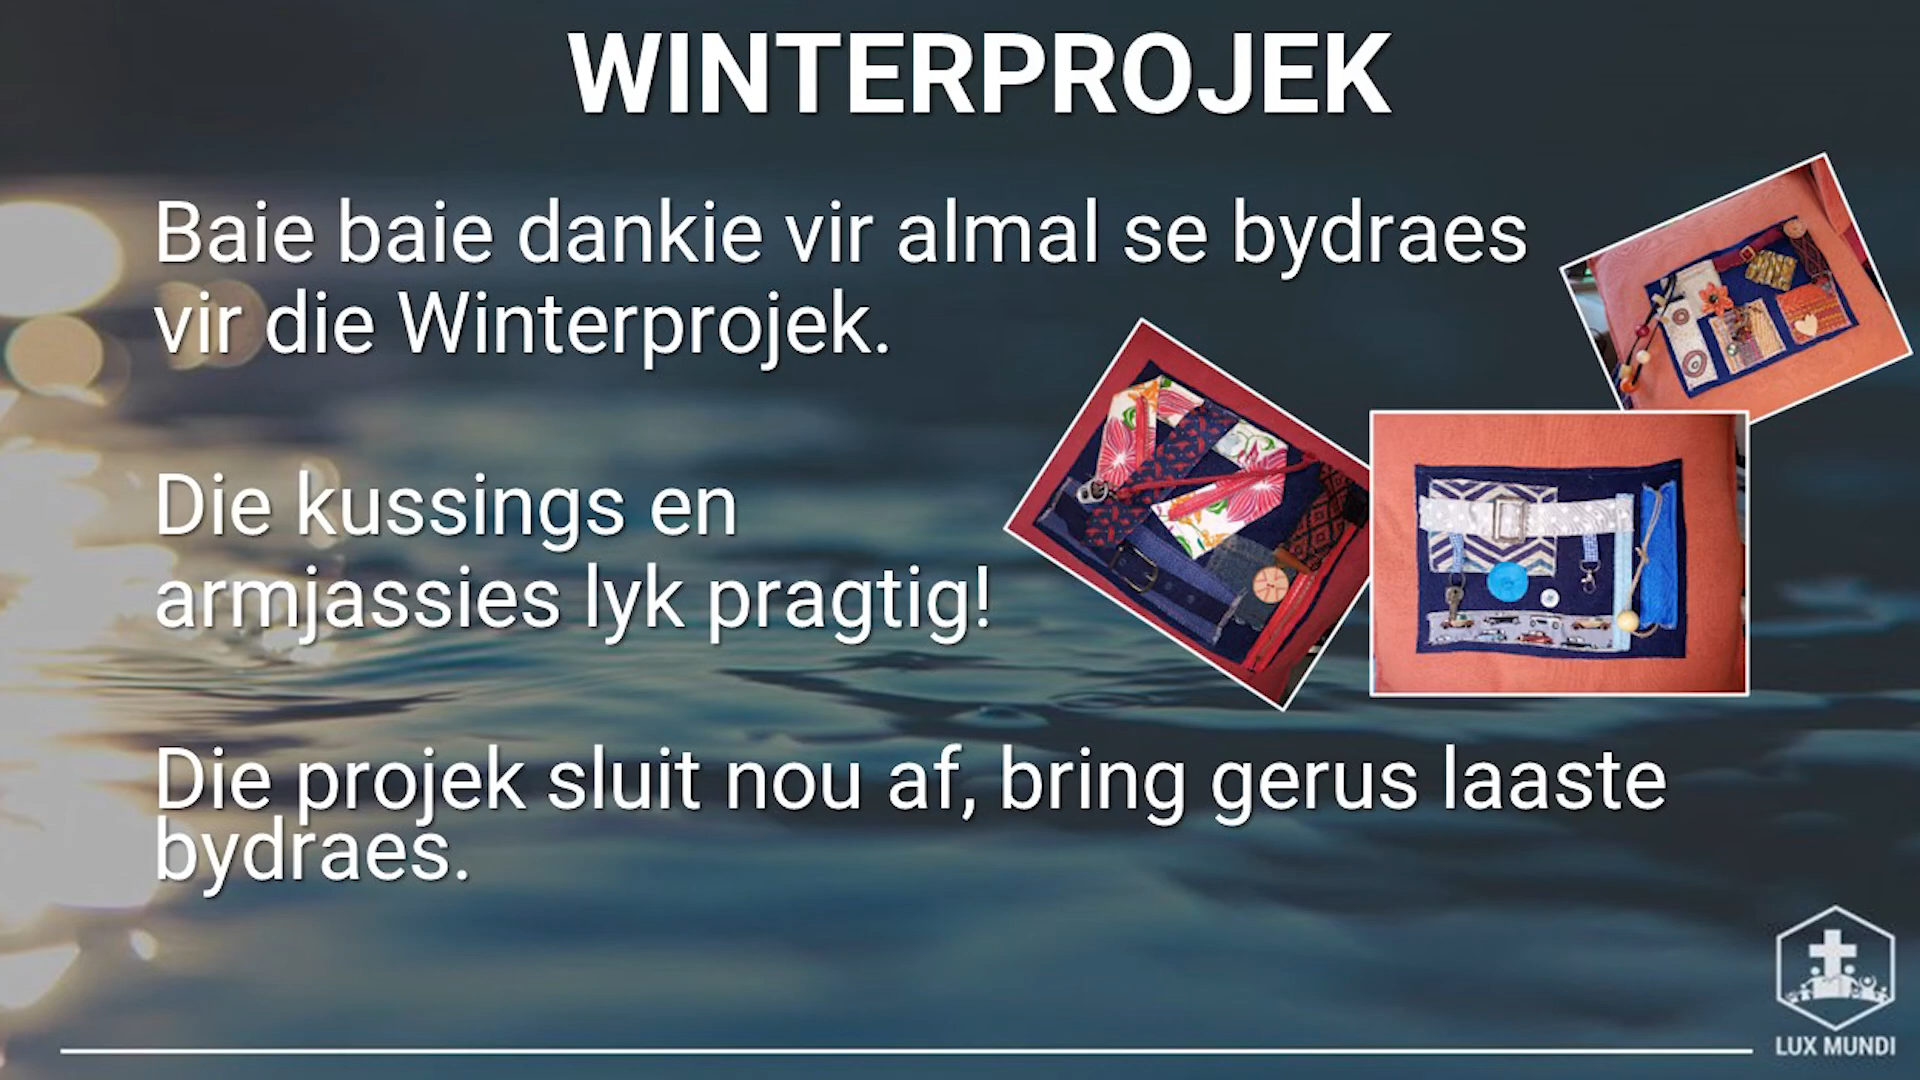 WINTERPROJEK
Baie baie dankie vir almal se bydraes
vir die Winterprojek.
Die kussings en
armjassies lyk pragtig!
Die projek sluit nou af, bring gerus laaste
bydraes.
LUX MUNDI